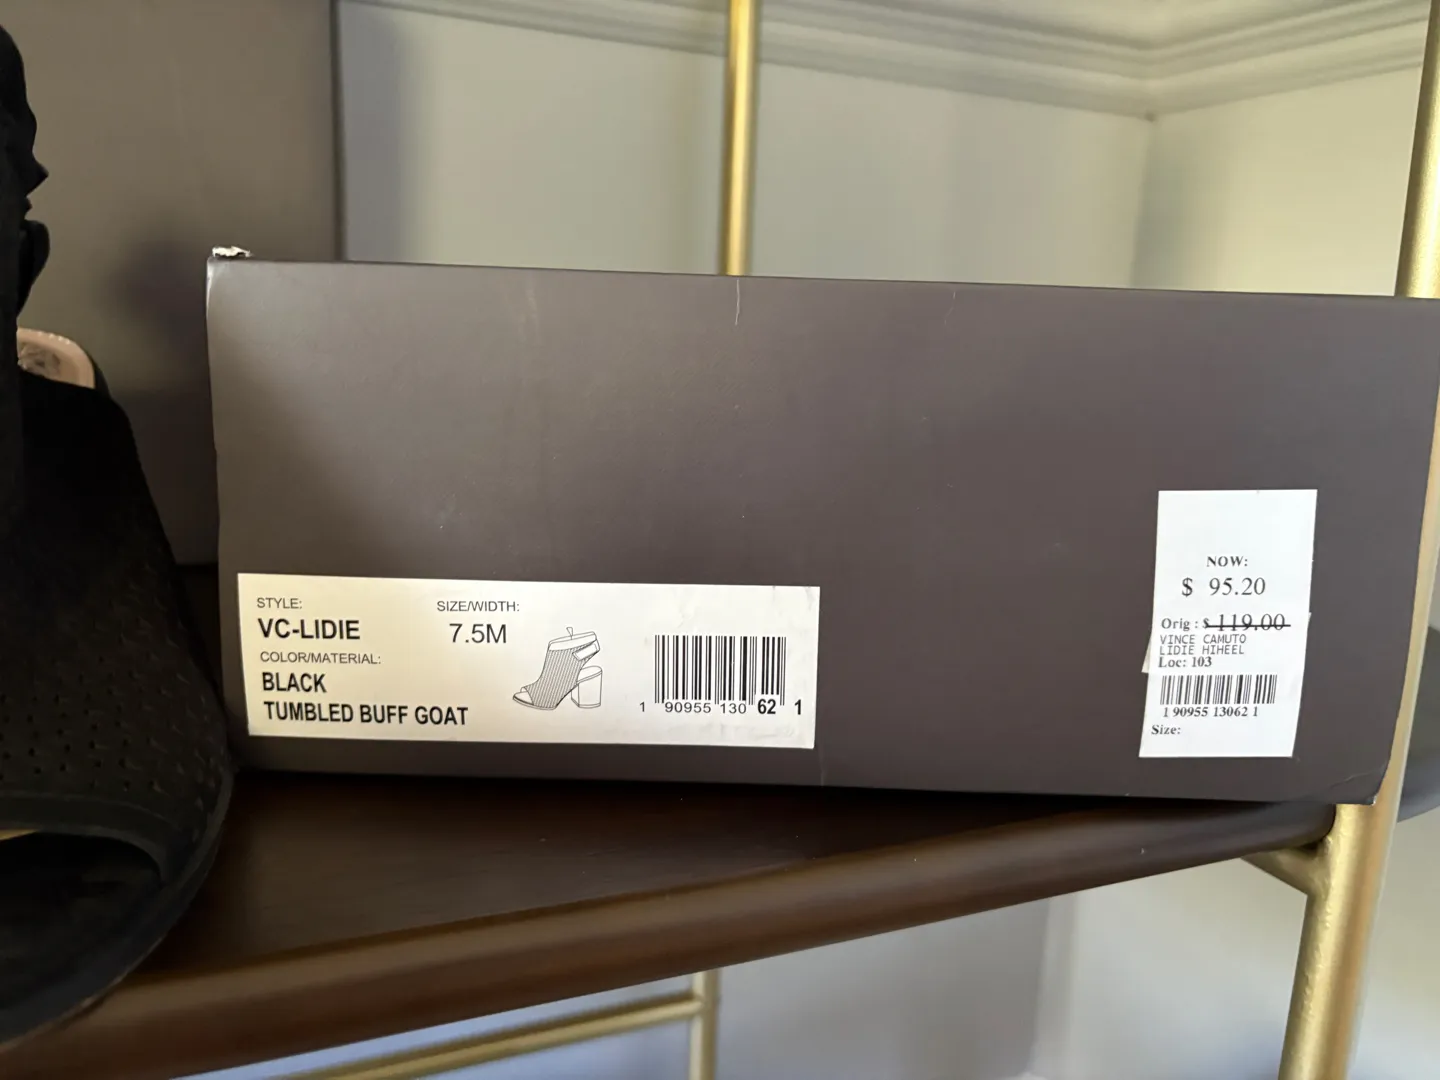 STYLE:
VC-LIDIE
SIZE/WIDTH:
7.5M
COLOR/MATERIAL:
BLACK
TUMBLED BUFF GOAT
1 90955 130 62 1
NOW:
$ 95.20
Orig : $ 119.00
VINCE CAMUTO
LIDIE HIHEEL
Loc: 103
1 90955 13062 1
Size: